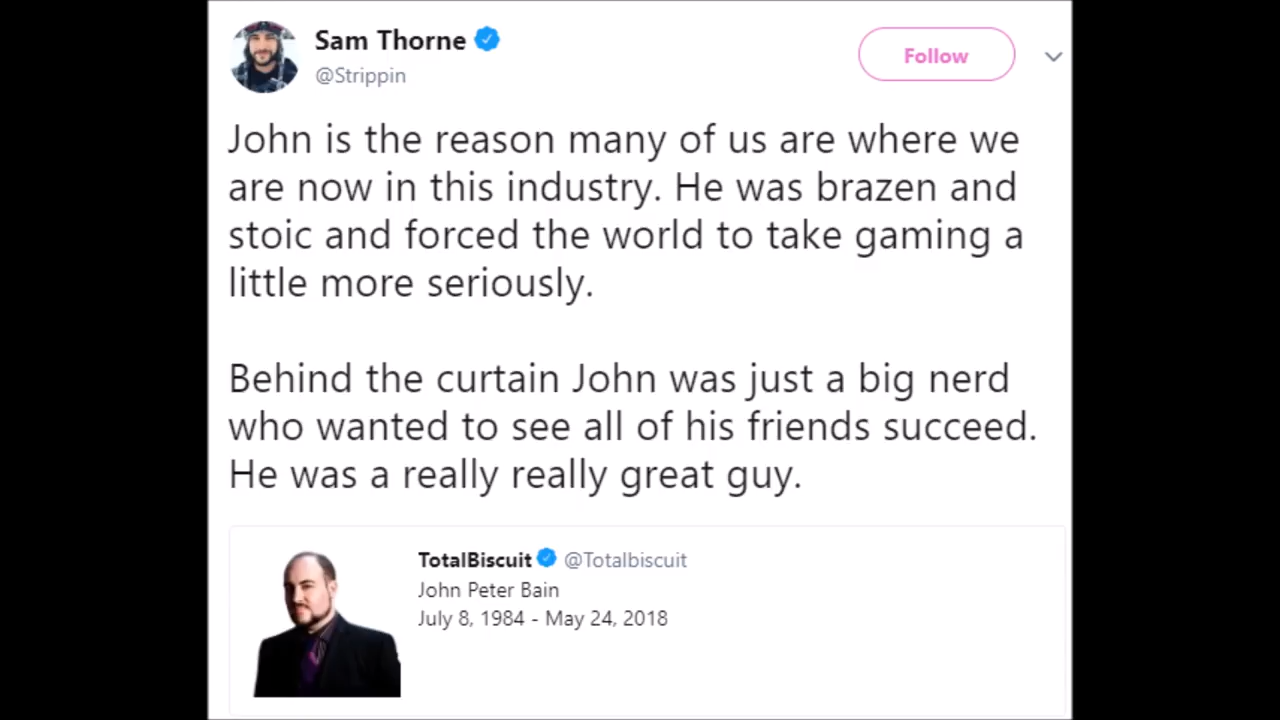 Sam Thorne
@Strippin
Follow
John is the reason many of us are where we
are now in this industry. He was brazen and
stoic and forced the world to take gaming a
little more seriously.
Behind the curtain John was just a big nerd
who wanted to see all of his friends succeed.
He was a really really great guy.
TotalBiscuit @Totalbiscuit
John Peter Bain
July 8, 1984 - May 24, 2018